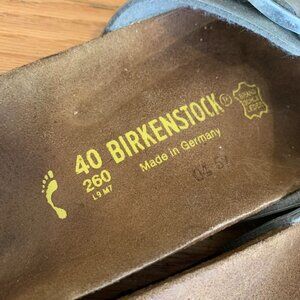 40 BIRKENSTOCK®
260 Made in Germany
L9 M7